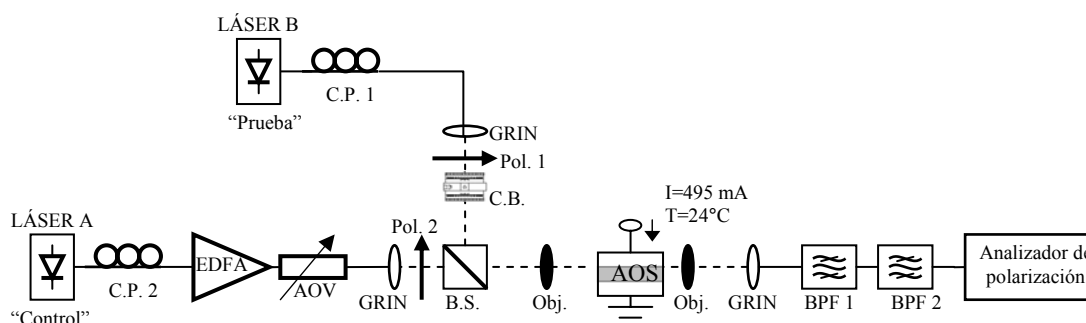 LÁSER B
C.P. 1
“Prueba”
GRIN
Pol. 1
C.B.
I=495 mA
T=24°C
LÁSER A
Pol. 2
EDFA
AOS
Analizador de
polarización
C.P. 2
AOV
GRIN
B.S.
Obj.
Obj.
GRIN
BPF 1
BPF 2
“Control”